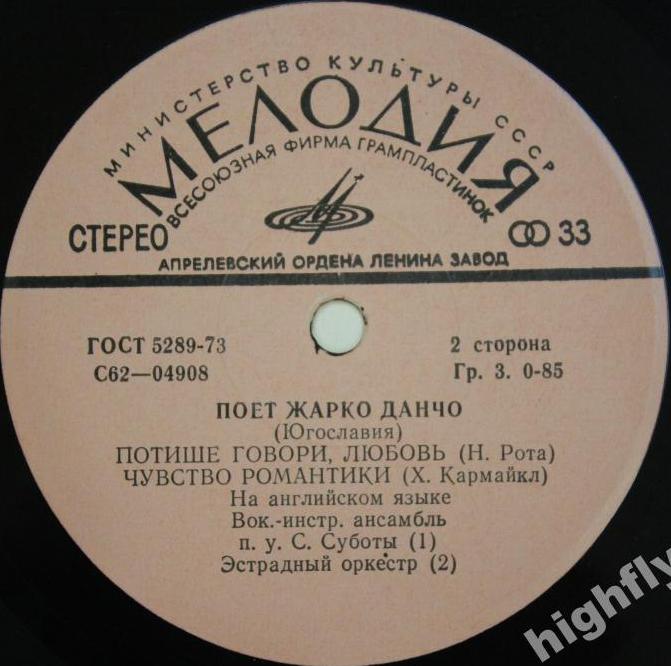 МИНИСТЕРСТВО КУЛЬТУРЫ СССР
МЕЛОДИЯ
ВСЕСОЮЗНАЯ ФИРМА ГРАМПЛАСТИНОК
СТЕРЕО
33
АПРЕЛЕВСКИЙ ОРДЕНА ЛЕНИНА ЗАВОД
ГОСТ 5289-73
2 сторона
С62—04908
Гр. 3. 0-85
ПОЕТ ЖАРКО ДАНЧО
(Югославия)
ПОТИШЕ ГОВОРИ, ЛЮБОВЬ (Н. Рота)
ЧУВСТВО РОМАНТИКИ (Х. Кармайкл)
На английском языке
Вок.-инстр. ансамбль
п. у. С. Субoты (1)
Эстрадный оркестр (2)
highfly